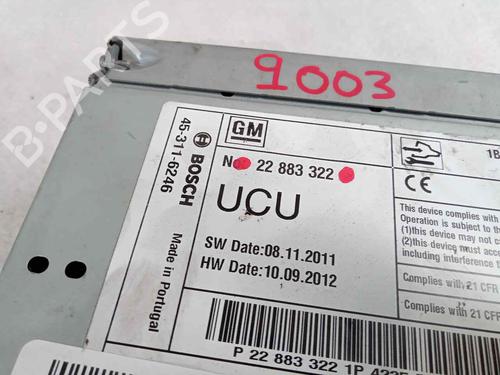 9003
GM
No 22 883 322
UCU
SW Date:08.11.2011
HW Date:10.09.2012
P 22 883 322 1P
45-311-6246
BOSCH
Made in Portugal
1B
CE
This device complies with
Operation is subject to the
(1)this device may not
(2)this device must accept
including interference
Complies with 21 CFR
Complies with 21 CFR
B-PARTS